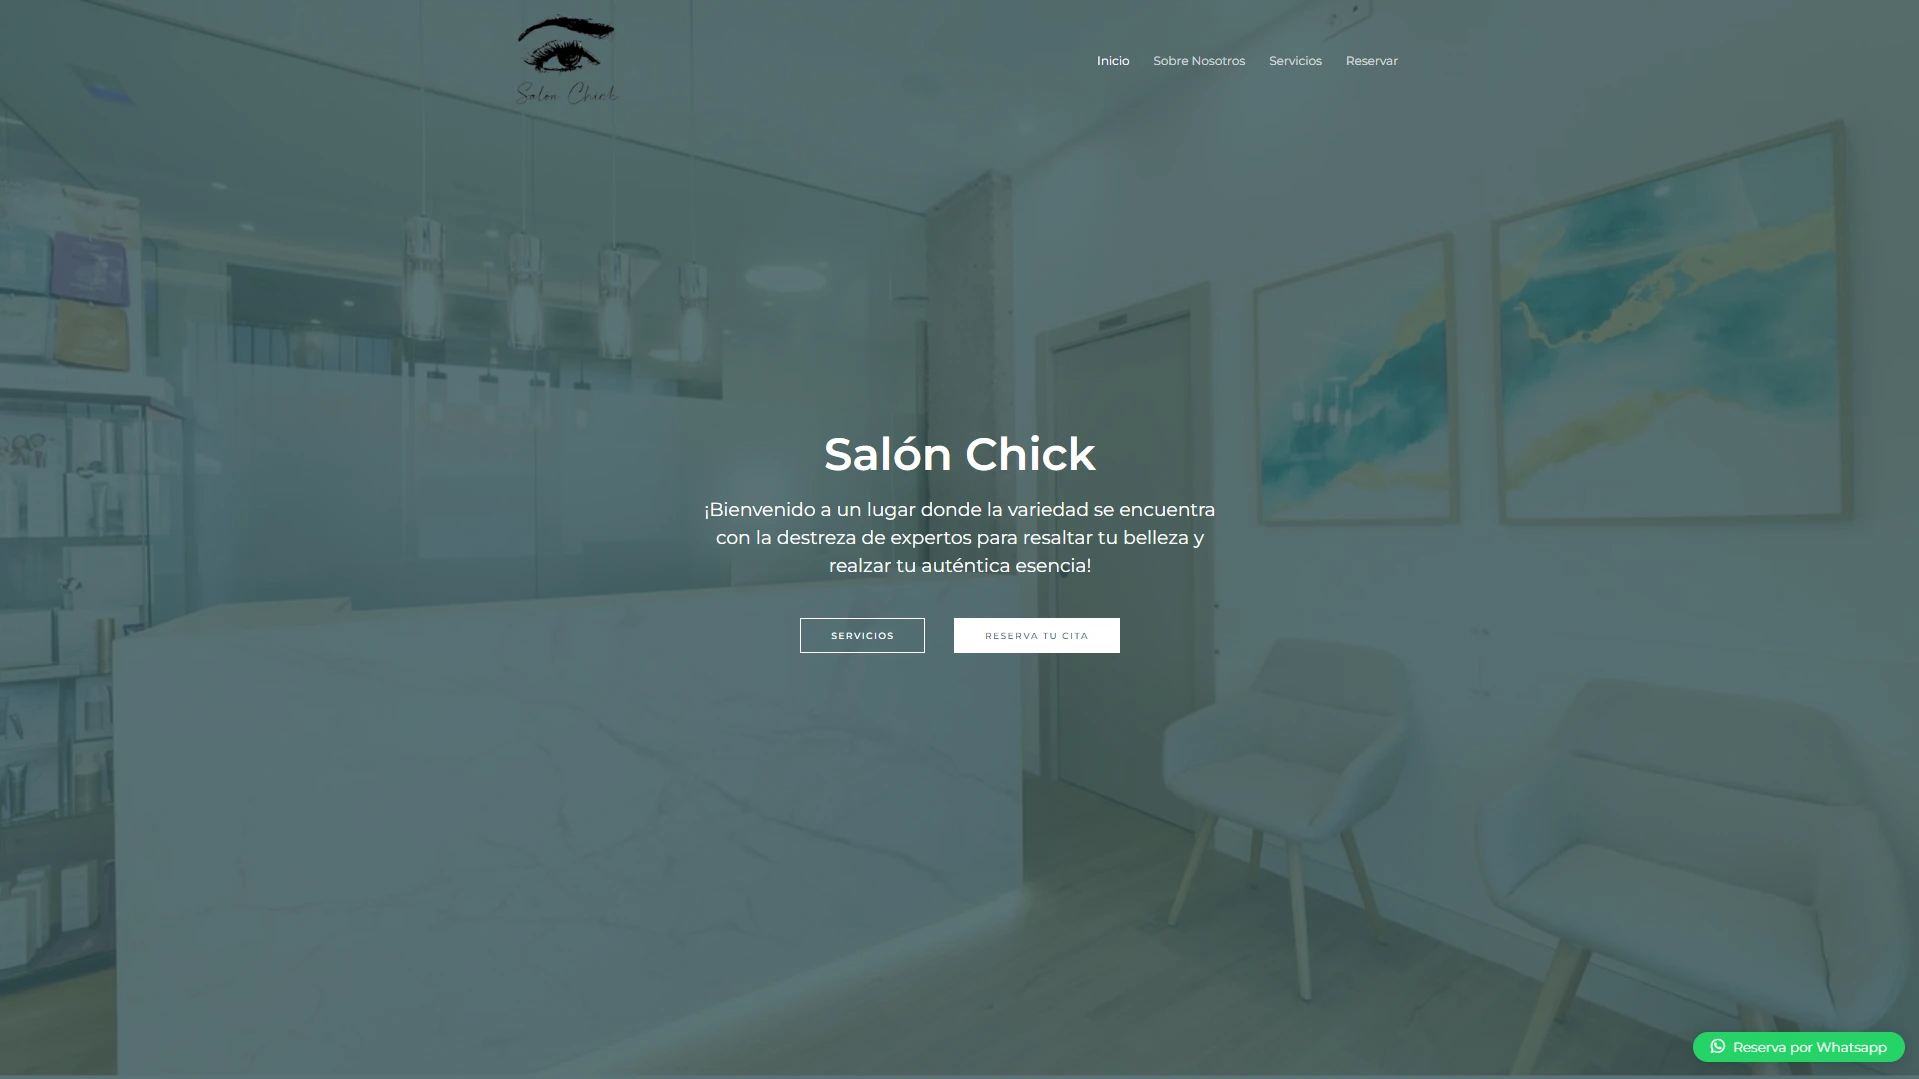 Salon Chick
Inicio
Sobre Nosotros
Servicios
Reservar
Salón Chick
¡Bienvenido a un lugar donde la variedad se encuentra
con la destreza de expertos para resaltar tu belleza y
realzar tu auténtica esencia!
SERVICIOS
RESERVA TU CITA
Reserva por Whatsapp